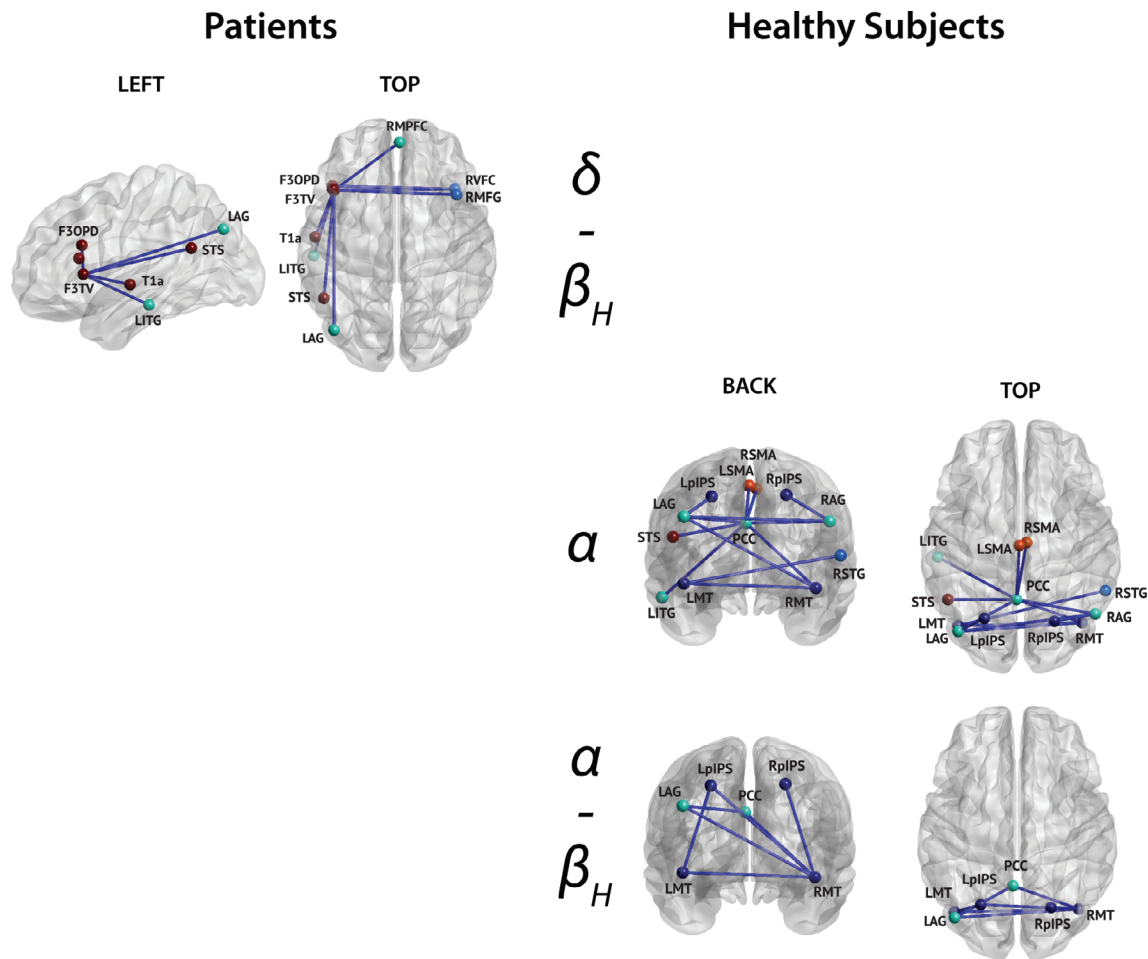 Patients
Healthy Subjects
LEFT
TOP
F3OPD
F3TV
LAG
STS
T1a
LITG
RMPFC
F3OPD
F3TV
RVFC
RMFG
T1a
LITG
STS
LAG
δ
-
β_H
BACK
TOP
α
RSMA
LSMA
LpIPS
RpIPS
LAG
RAG
STS
PCC
RSTG
LMT
RMT
LITG
RSMA
LITG
LSMA
PCC
RSTG
STS
LMT
RAG
LAG
LpIPS
RpIPS
RMT
α
-
β_H
LpIPS
RpIPS
LAG
PCC
LMT
RMT
PCC
LpIPS
LMT
LAG
RpIPS
RMT